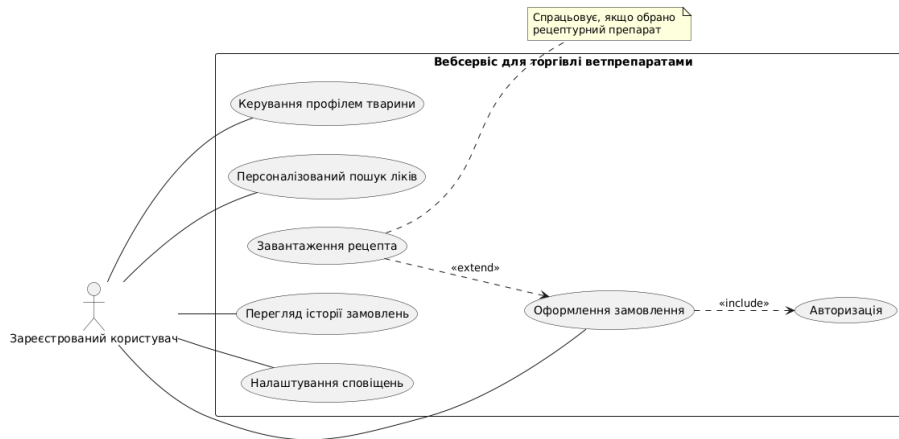 Спрацьовує, якщо обрано
рецептурний препарат
Вебсервіс для торгівлі ветпрепаратами
Керування профілем тварини
Персоналізований пошук ліків
Завантаження рецепта
«extend»
Перегляд історії замовлень
Оформлення замовлення
«include»
Авторизація
Зареєстрований користувач
Налаштування сповіщень